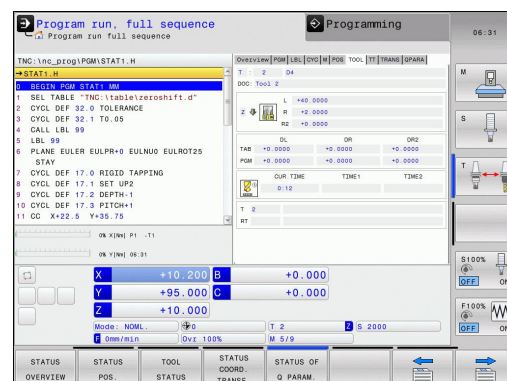 Program run, full sequence
Program run full sequence
Programming
06:31
TNC:\nc_prog\PGM\STAT1.H
→STAT1.H
0 BEGIN PGM STAT1 MM
1 SEL TABLE "TNC:\table\zeroshift.d"
2 CYCL DEF 32.0 TOLERANCE
3 CYCL DEF 32.1 T0.05
4 CALL LBL 99
5 LBL 99
6 PLANE EULER EULPR+0 EULNU0 EULROT25
STAY
7 CYCL DEF 17.0 RIGID TAPPING
8 CYCL DEF 17.1 SET UP2
9 CYCL DEF 17.2 DEPTH-1
10 CYCL DEF 17.3 PITCH+1
11 CC X+22.5 Y+35.75
0% X[Nm] P1 -T1
0% Y[Nm] 06:31
Overview PGM LBL CYC M POS TOOL TT TRANS QPARA
T : 2 D4
DOC: Tool 2
Z L +40.0000
R +2.0000
R2 +0.0000
DL DR DR2
TAB +0.0000 +0.0000 +0.0000
PGM +0.0000 +0.0000 +0.0000
CUR TIME TIME1 TIME2
0:12
T 2
RT
X +10.200 B +0.000
Y +95.000 C +0.000
Z +10.000
Mode: NOML. 0 T 2 Z S 2000
F 0mm/min Ovr 100% M 5/9
M
S
T
S100%
OFF ON
F100%
OFF ON
STATUS OVERVIEW
STATUS POS.
TOOL STATUS
STATUS COORD. TRANSF.
STATUS OF Q PARAM.